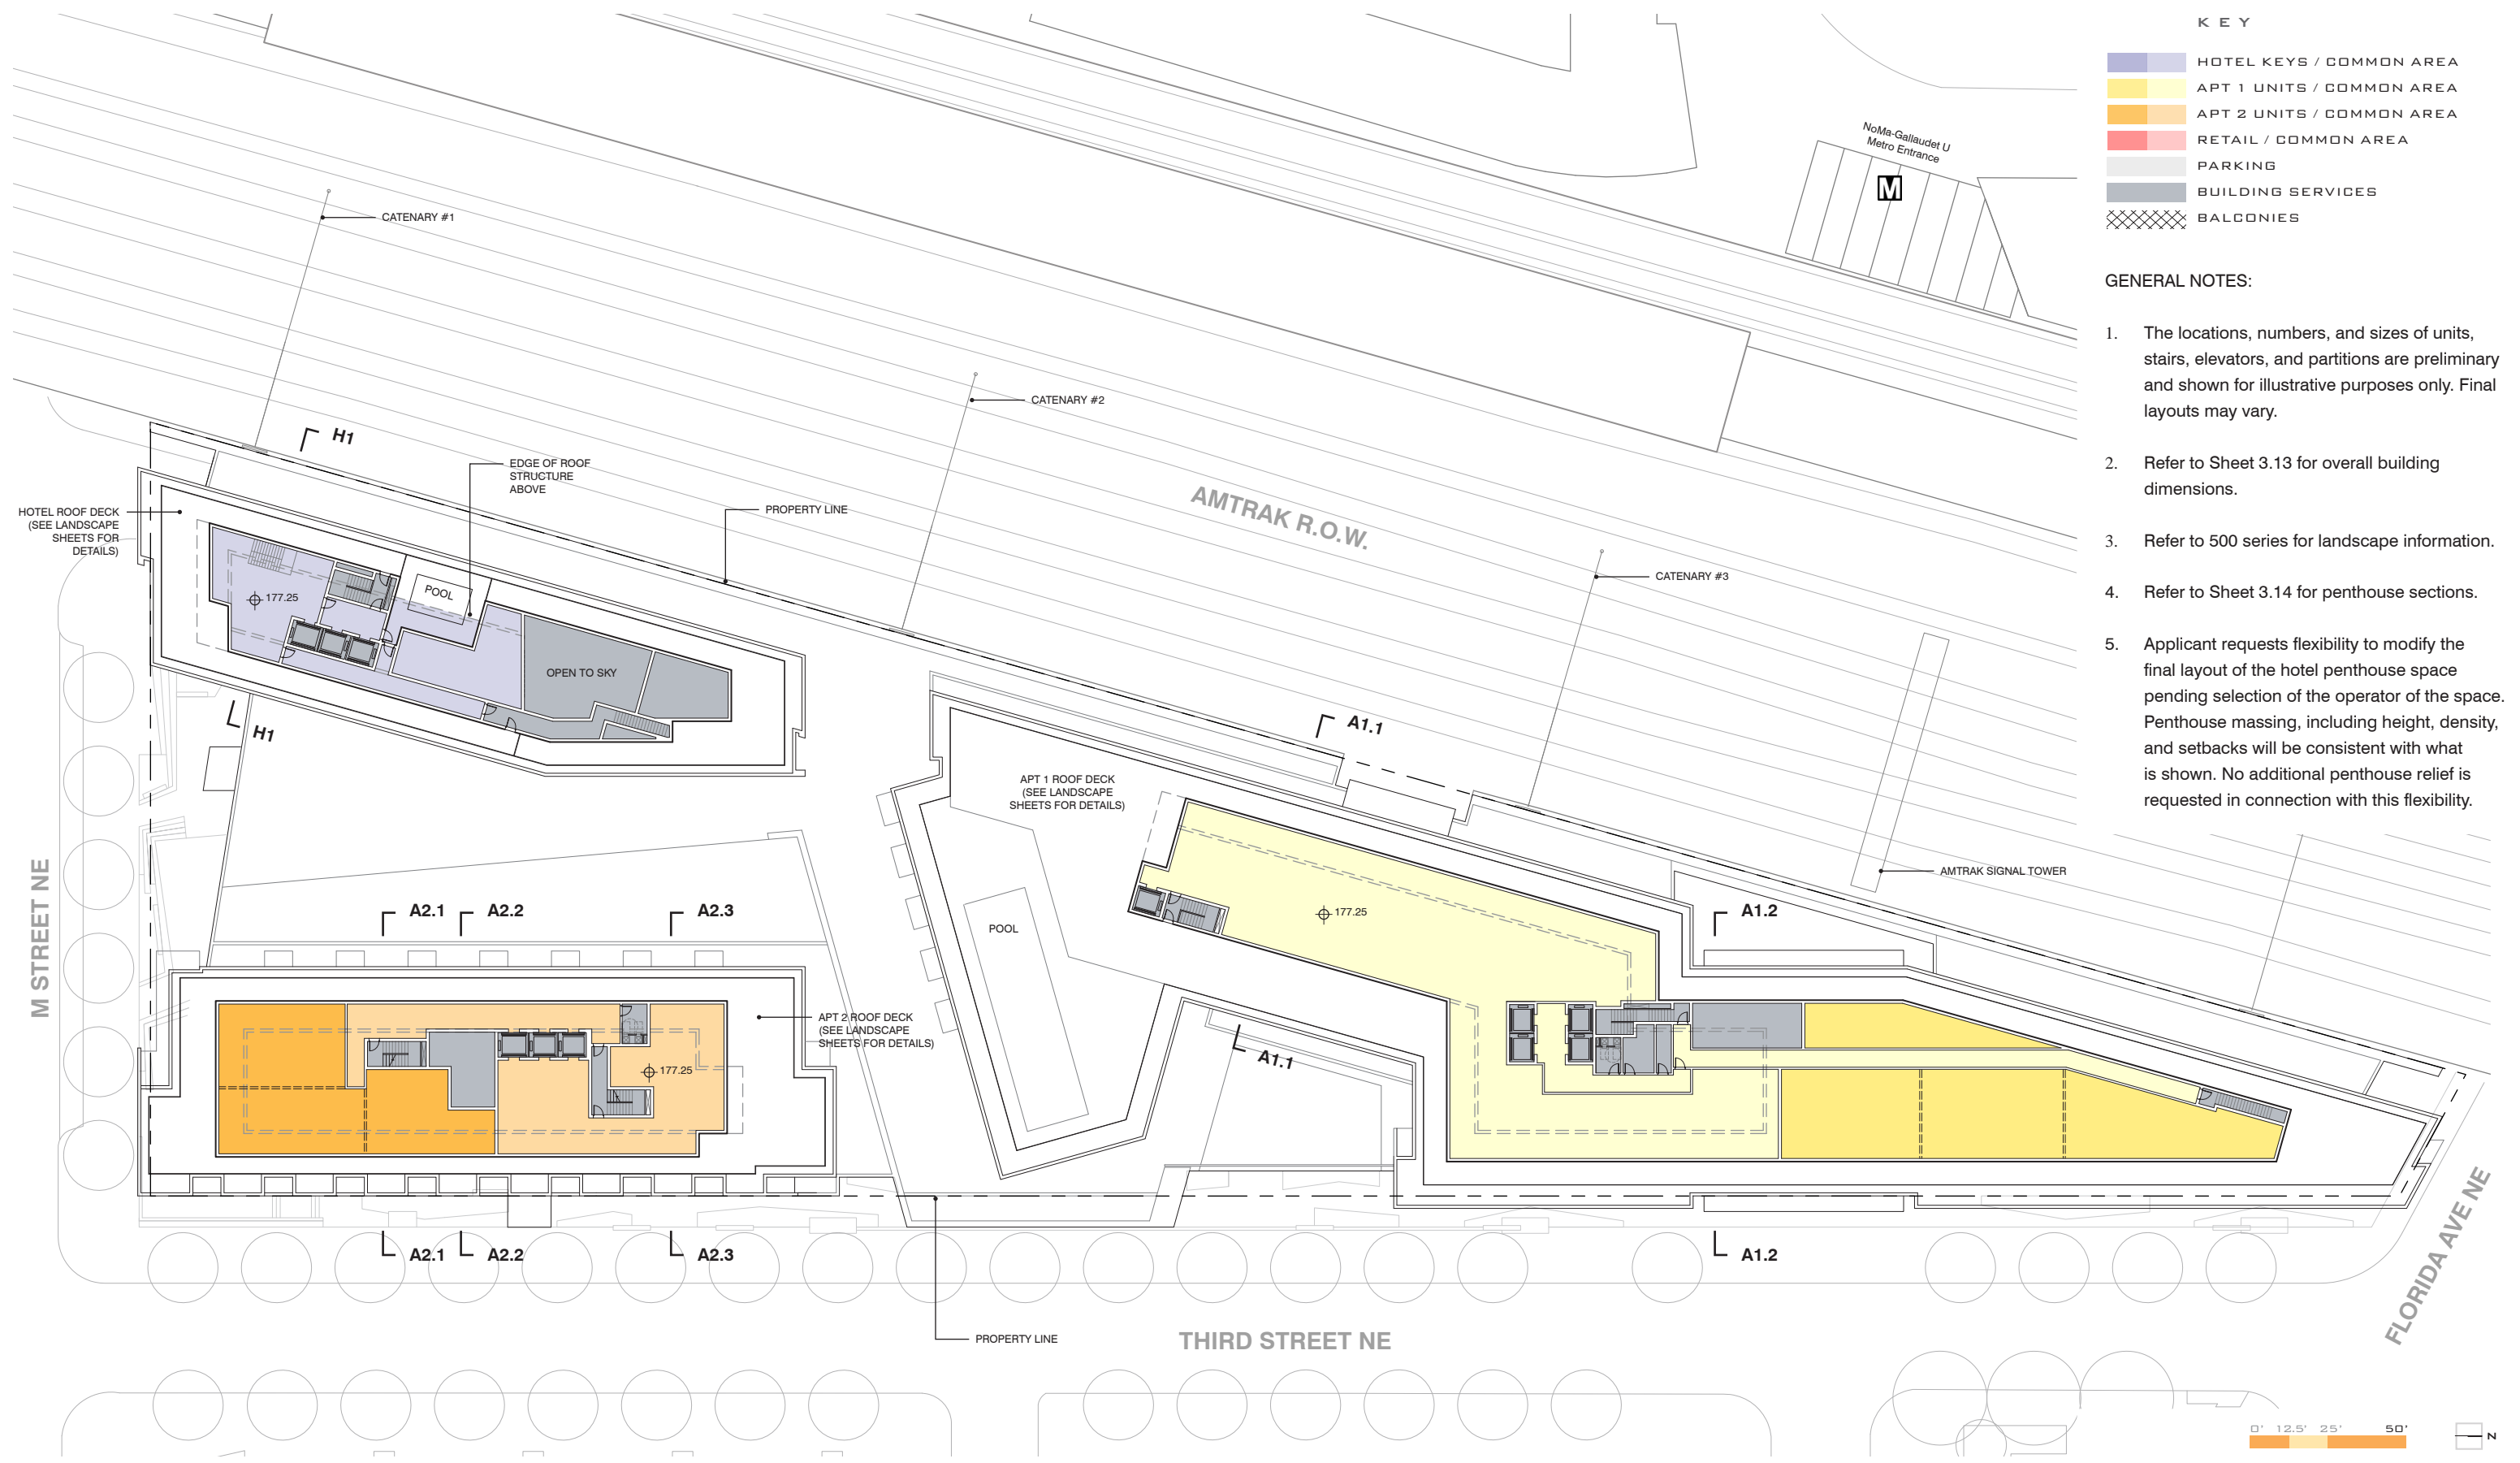 KEY
HOTEL KEYS / COMMON AREA
APT 1 UNITS / COMMON AREA
APT 2 UNITS / COMMON AREA
RETAIL / COMMON AREA
PARKING
BUILDING SERVICES
BALCONIES
GENERAL NOTES:
1. The locations, numbers, and sizes of units,
stairs, elevators, and partitions are preliminary
and shown for illustrative purposes only. Final
layouts may vary.
2. Refer to Sheet 3.13 for overall building
dimensions.
3. Refer to 500 series for landscape information.
4. Refer to Sheet 3.14 for penthouse sections.
5. Applicant requests flexibility to modify the
final layout of the hotel penthouse space
pending selection of the operator of the space.
Penthouse massing, including height, density,
and setbacks will be consistent with what
is shown. No additional penthouse relief is
requested in connection with this flexibility.
NoMa-Gallaudet U
Metro Entrance
M
CATENARY #1
CATENARY #2
CATENARY #3
H1
EDGE OF ROOF
STRUCTURE
ABOVE
PROPERTY LINE
AMTRAK R.O.W.
HOTEL ROOF DECK
(SEE LANDSCAPE
SHEETS FOR
DETAILS)
177.25
POOL
OPEN TO SKY
H1
A1.1
APT 1 ROOF DECK
(SEE LANDSCAPE
SHEETS FOR DETAILS)
AMTRAK SIGNAL TOWER
POOL
177.25
A1.2
A2.1
A2.2
A2.3
M STREET NE
APT 2 ROOF DECK
(SEE LANDSCAPE
SHEETS FOR DETAILS)
177.25
A1.1
A2.1
A2.2
A2.3
A1.2
PROPERTY LINE
THIRD STREET NE
FLORIDA AVE NE
0' 12.5' 25' 50'
N